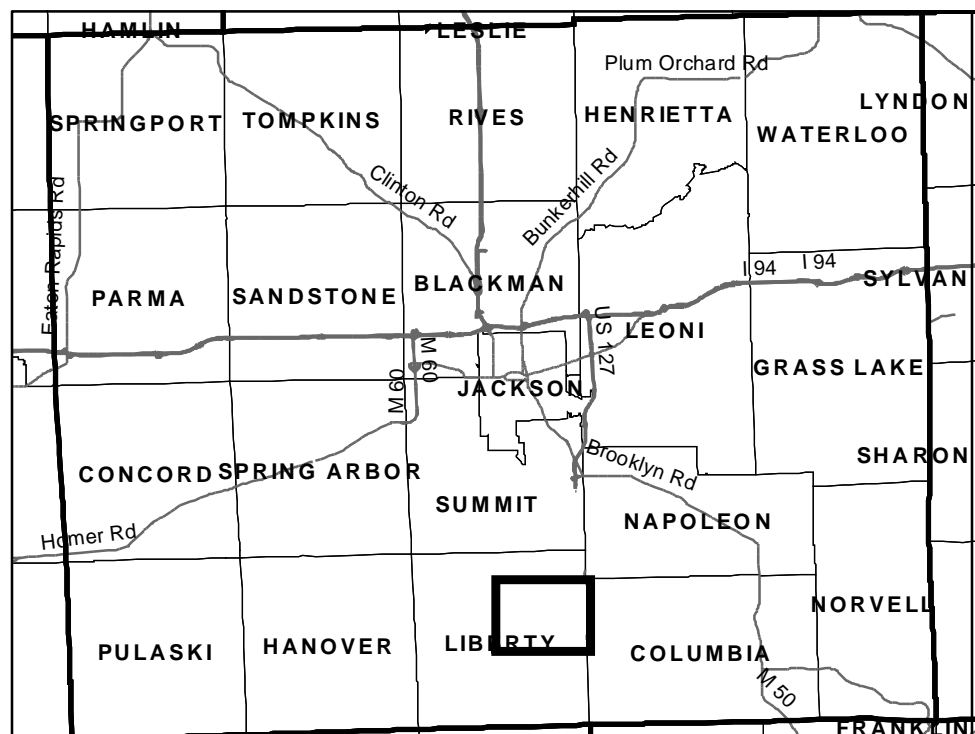 HAMLIN
LESLIE
Plum Orchard Rd
LYNDON
SPRINGPORT
TOMPKINS
RIVES
HENRIETTA
WATERLOO
Clinton Rd
Bunkerhill Rd
Eaton Rapids Rd
I 94
I 94
SYLVAN
PARMA
SANDSTONE
BLACKMAN
US 127
LEONI
M 60
M 60
JACKSON
GRASS LAKE
CONCORD
SPRING ARBOR
Brooklyn Rd
SHARON
SUMMIT
NAPOLEON
Homer Rd
NORVELL
PULASKI
HANOVER
LIBERTY
COLUMBIA
M 50
FRANKLIN